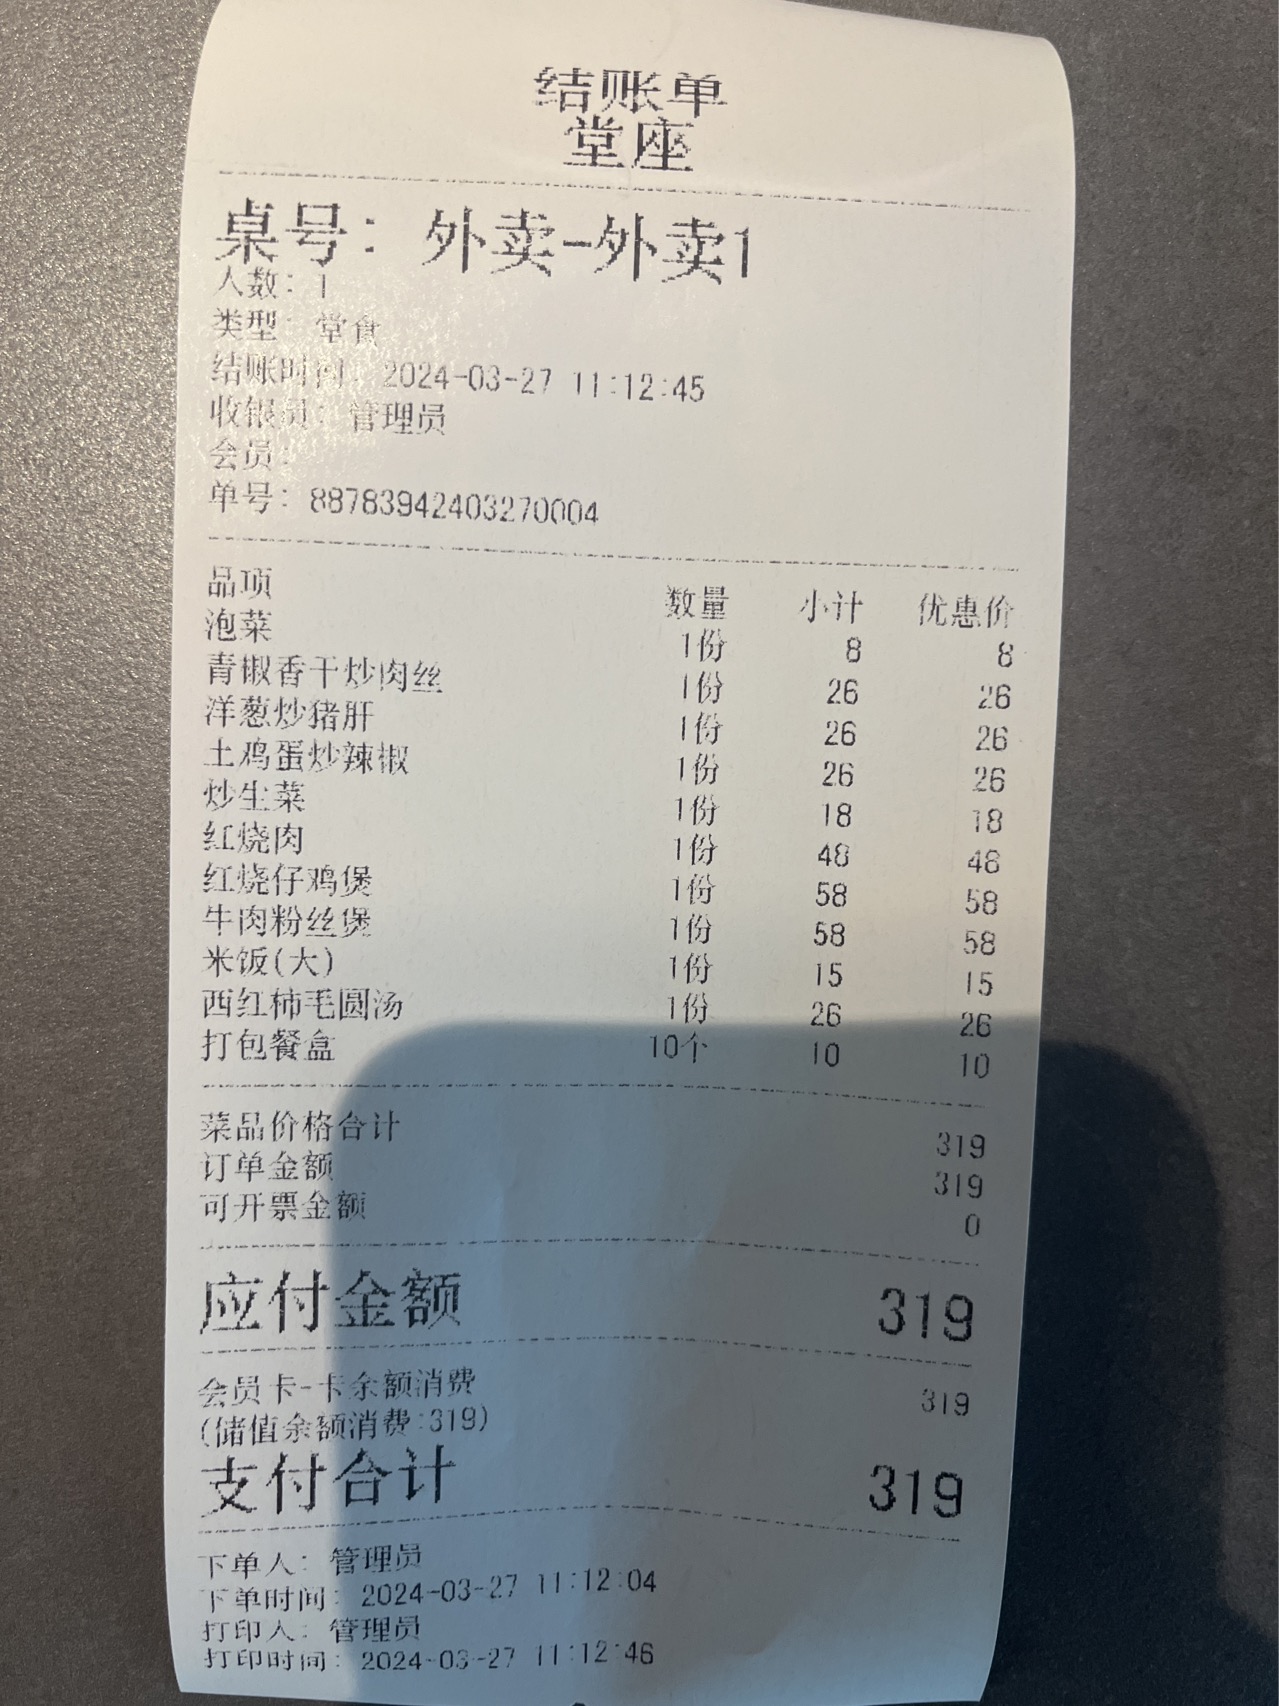 结账单
堂座
桌号：外卖-外卖1
人数：1
类型：堂食
结账时间：2024-03-27 11:12:45
收银员：管理员
会员：
单号：88783942403270004
品项 数量 小计 优惠价
泡菜 1份 8 8
青椒香干炒肉丝 1份 26 26
洋葱炒猪肝 1份 26 26
土鸡蛋炒辣椒 1份 26 26
炒生菜 1份 18 18
红烧肉 1份 48 48
红烧仔鸡煲 1份 58 58
牛肉粉丝煲 1份 58 58
米饭(大) 1份 15 15
西红柿毛圆汤 1份 26 26
打包餐盒 10个 10 10
菜品价格合计 319
订单金额 319
可开票金额 0
应付金额 319
会员卡-卡余额消费 319
(储值余额消费:319)
支付合计 319
下单人：管理员
下单时间：2024-03-27 11:12:04
打印人：管理员
打印时间：2024-03-27 11:12:46